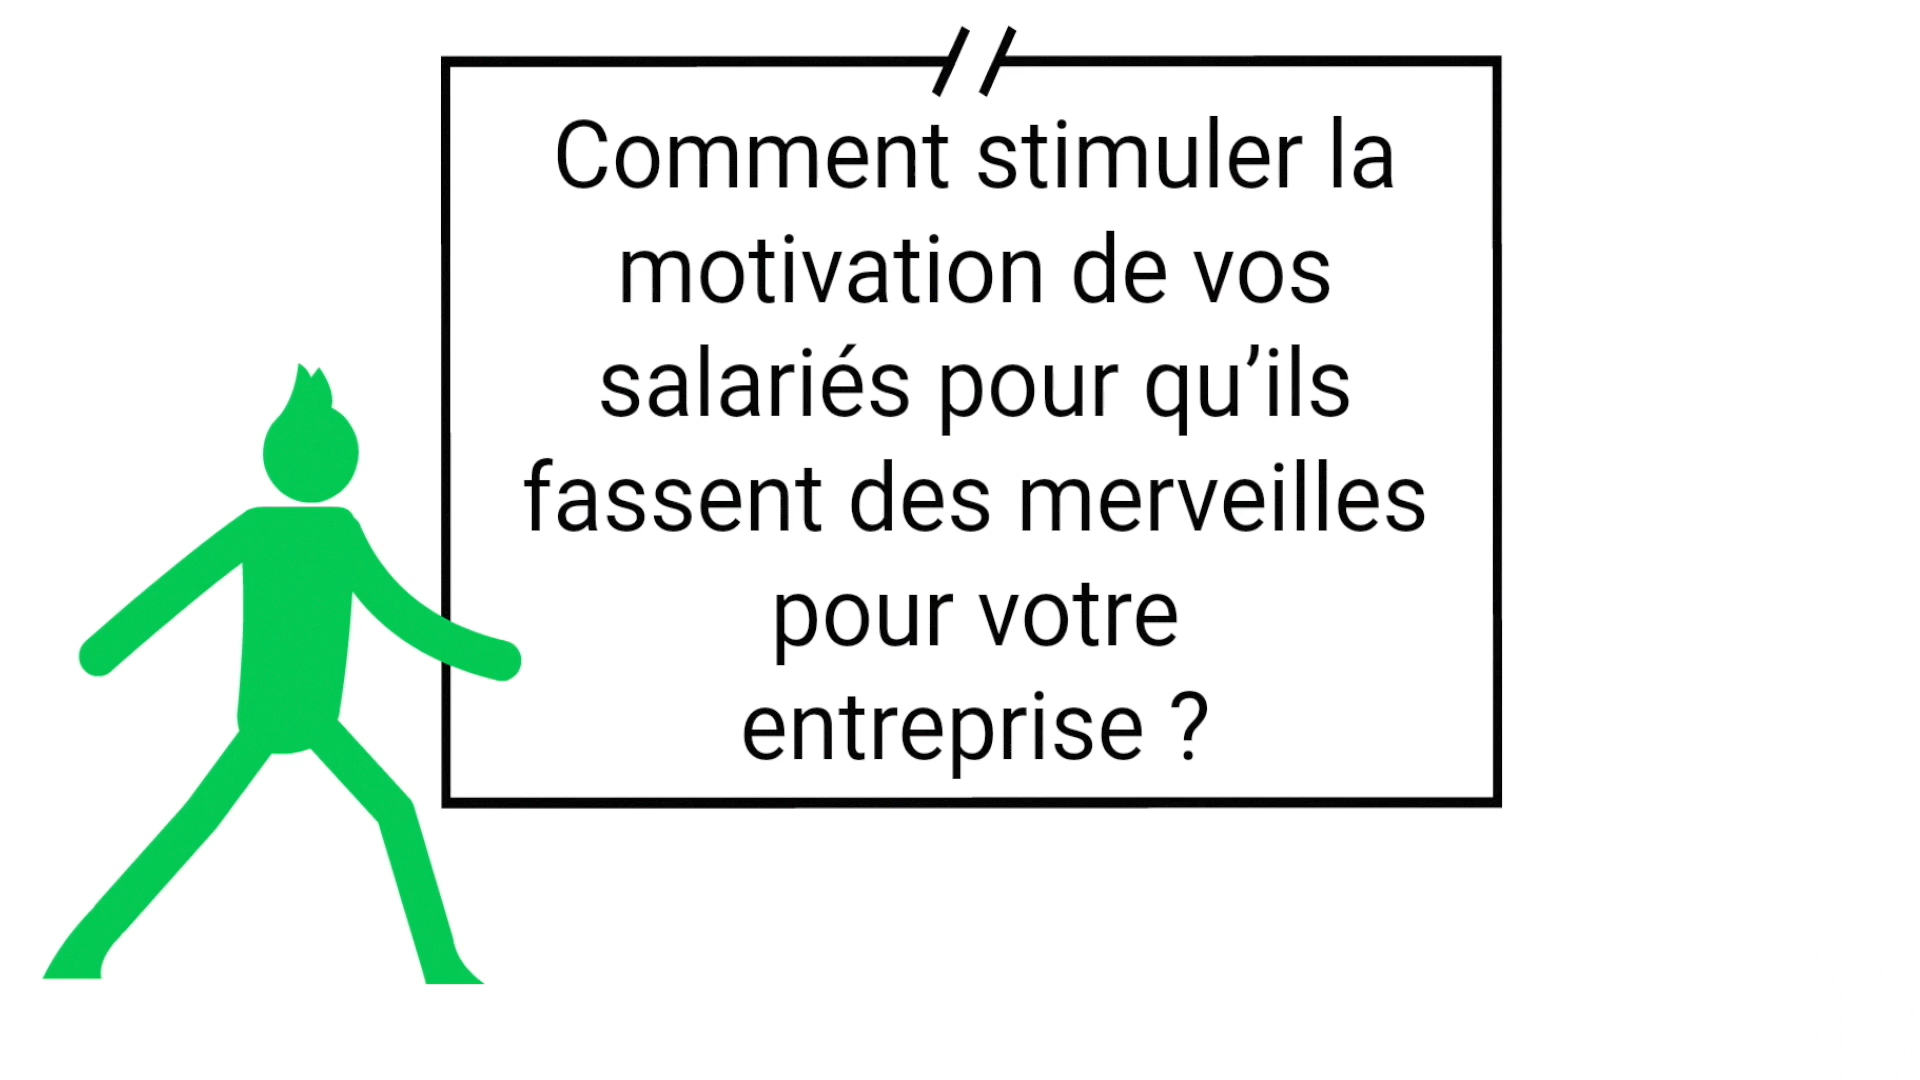 Comment stimuler la
motivation de vos
salariés pour qu’ils
fassent des merveilles
pour votre
entreprise ?